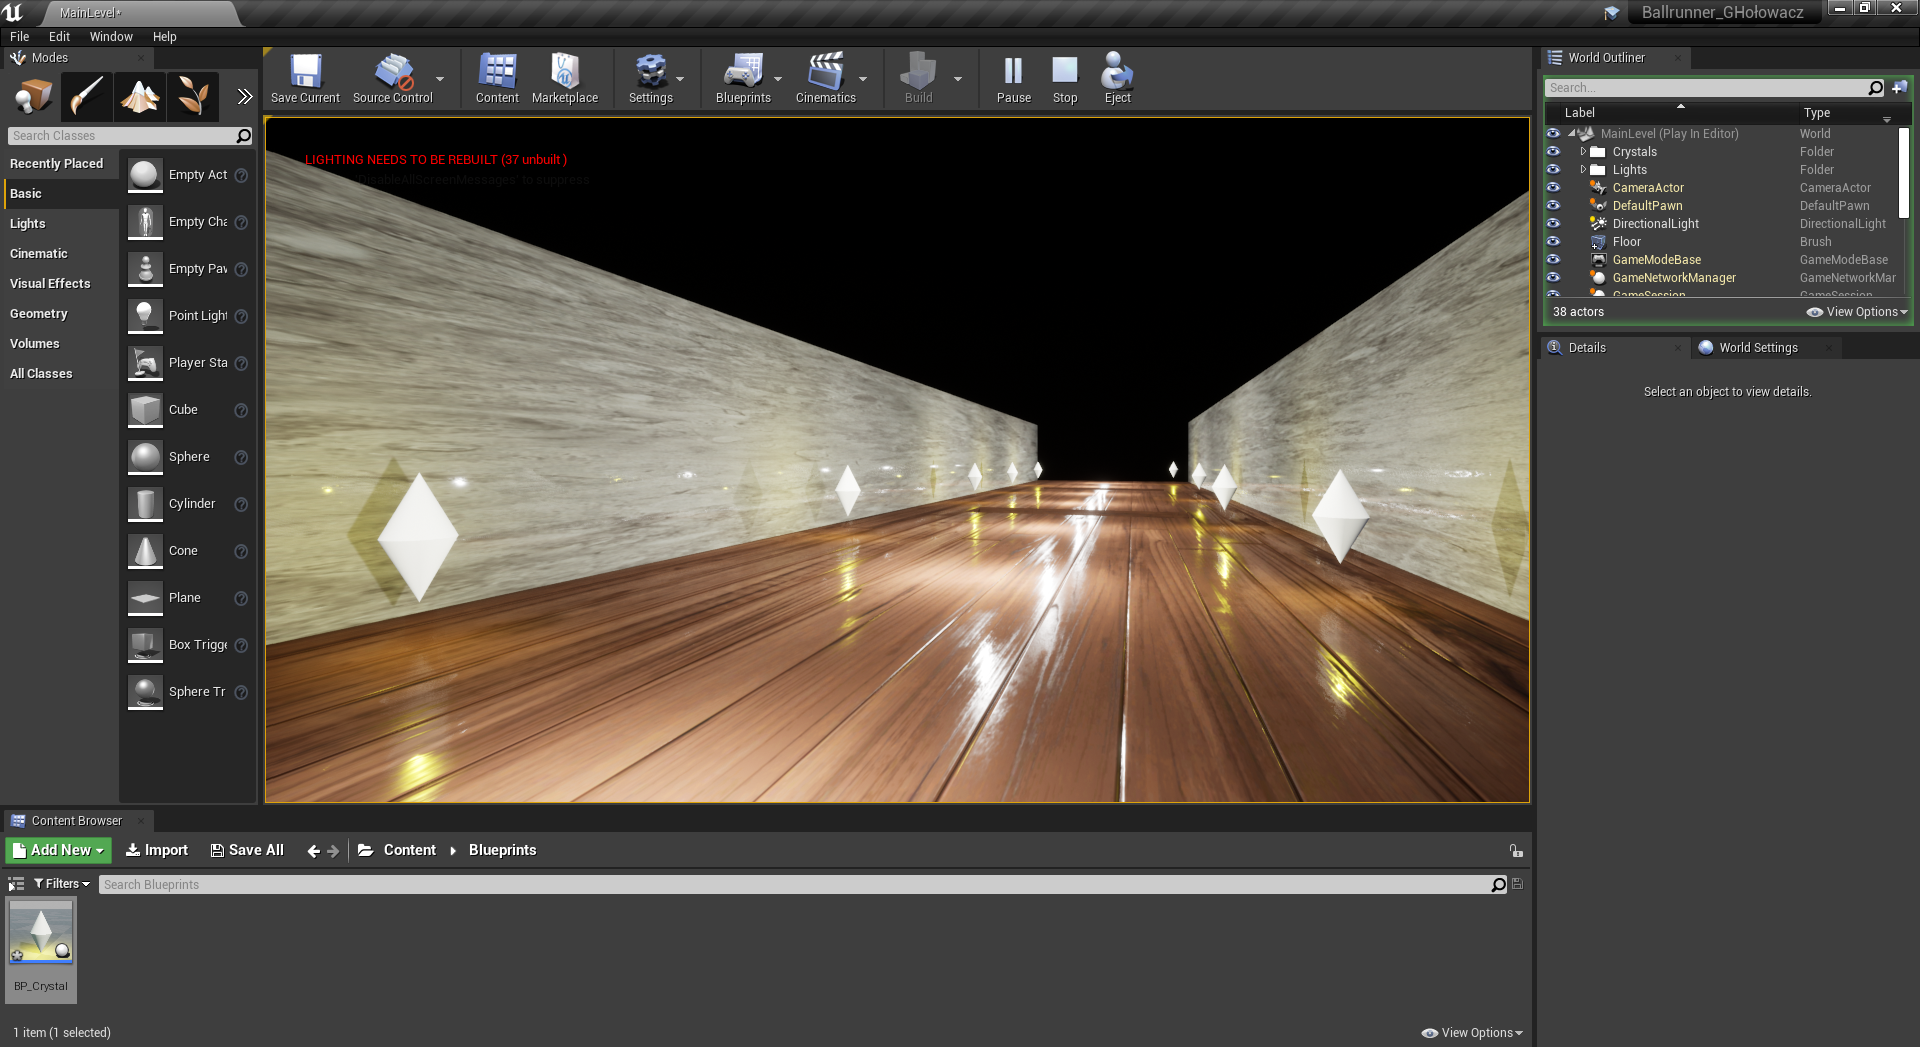 MainLevel*
Ballrunner_GHołowacz
File Edit Window Help
Modes
Search Classes
Recently Placed
Basic
Lights
Cinematic
Visual Effects
Geometry
Volumes
All Classes
Empty Act
Empty Cha
Empty Pav
Point Light
Player Sta
Cube
Sphere
Cylinder
Cone
Plane
Box Trigge
Sphere Tr
Save Current Source Control Content Marketplace Settings Blueprints Cinematics Build Pause Stop Eject
LIGHTING NEEDS TO BE REBUILT (37 unbuilt )
'DisableAllScreenMessages' to suppress
World Outliner
Search...
Label Type
MainLevel (Play In Editor) World
Crystals Folder
Lights Folder
CameraActor CameraActor
DefaultPawn DefaultPawn
DirectionalLight DirectionalLight
Floor Brush
GameModeBase GameModeBase
GameNetworkManager GameNetworkMar
GameSession GameSession
38 actors View Options
Details World Settings
Select an object to view details.
Content Browser
Add New Import Save All Content Blueprints
Filters Search Blueprints
BP_Crystal
1 item (1 selected) View Options